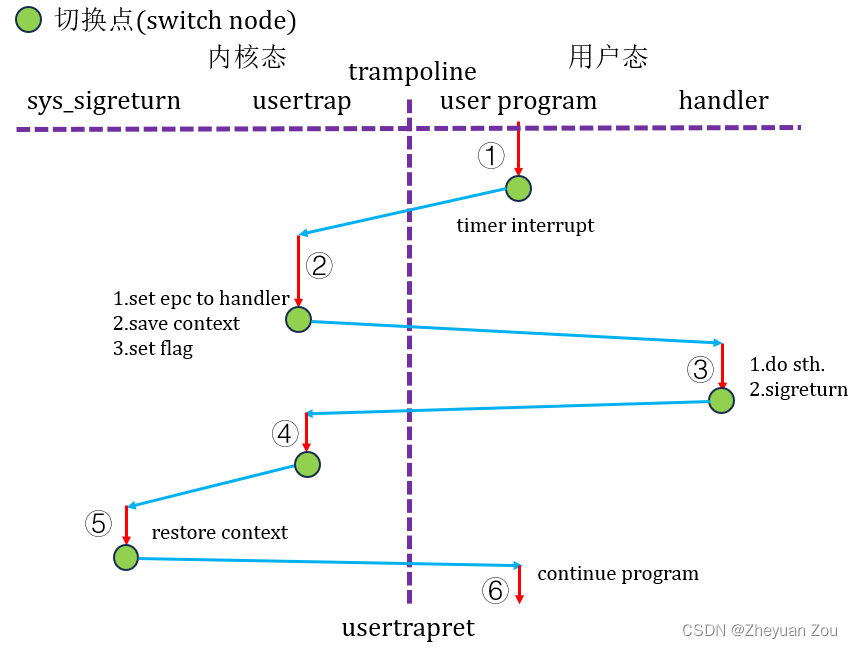 切换点(switch node)
内核态
用户态
trampoline
sys_sigreturn
usertrap
user program
handler
①
timer interrupt
②
1.set epc to handler
2.save context
3.set flag
③
1.do sth.
2.sigreturn
④
⑤
restore context
⑥
continue program
usertrapret
CSDN @Zheyuan Zou